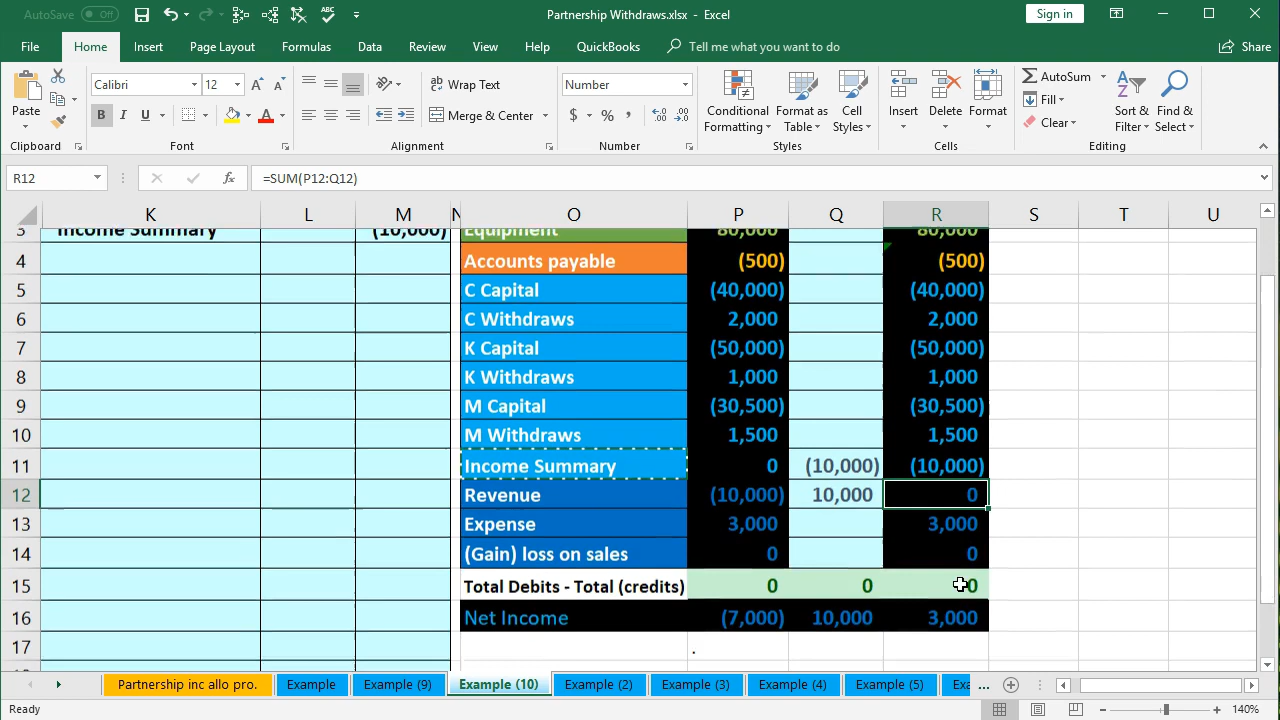 AutoSave Off Partnership Withdraws.xlsx - Excel Sign in
File Home Insert Page Layout Formulas Data Review View Help QuickBooks Tell me what you want to do Share
Paste Calibri 12 Wrap Text Number Conditional Formatting Format as Table Cell Styles Insert Delete Format AutoSum Sort & Filter Find & Select
B I U Merge & Center $ % , Fill Clear
Clipboard Font Alignment Number Styles Cells Editing
R12 fx =SUM(P12:Q12)
K L M N O P Q R S T U
3 Income Summary (10,000) Equipment 80,000 80,000
4 Accounts payable (500) (500)
5 C Capital (40,000) (40,000)
6 C Withdraws 2,000 2,000
7 K Capital (50,000) (50,000)
8 K Withdraws 1,000 1,000
9 M Capital (30,500) (30,500)
10 M Withdraws 1,500 1,500
11 Income Summary 0 (10,000) (10,000)
12 Revenue (10,000) 10,000 0
13 Expense 3,000 3,000
14 (Gain) loss on sales 0 0
15 Total Debits - Total (credits) 0 0 0
16 Net Income (7,000) 10,000 3,000
17 .
Partnership inc allo pro. Example Example (9) Example (10) Example (2) Example (3) Example (4) Example (5) Exa ...
Ready 140%